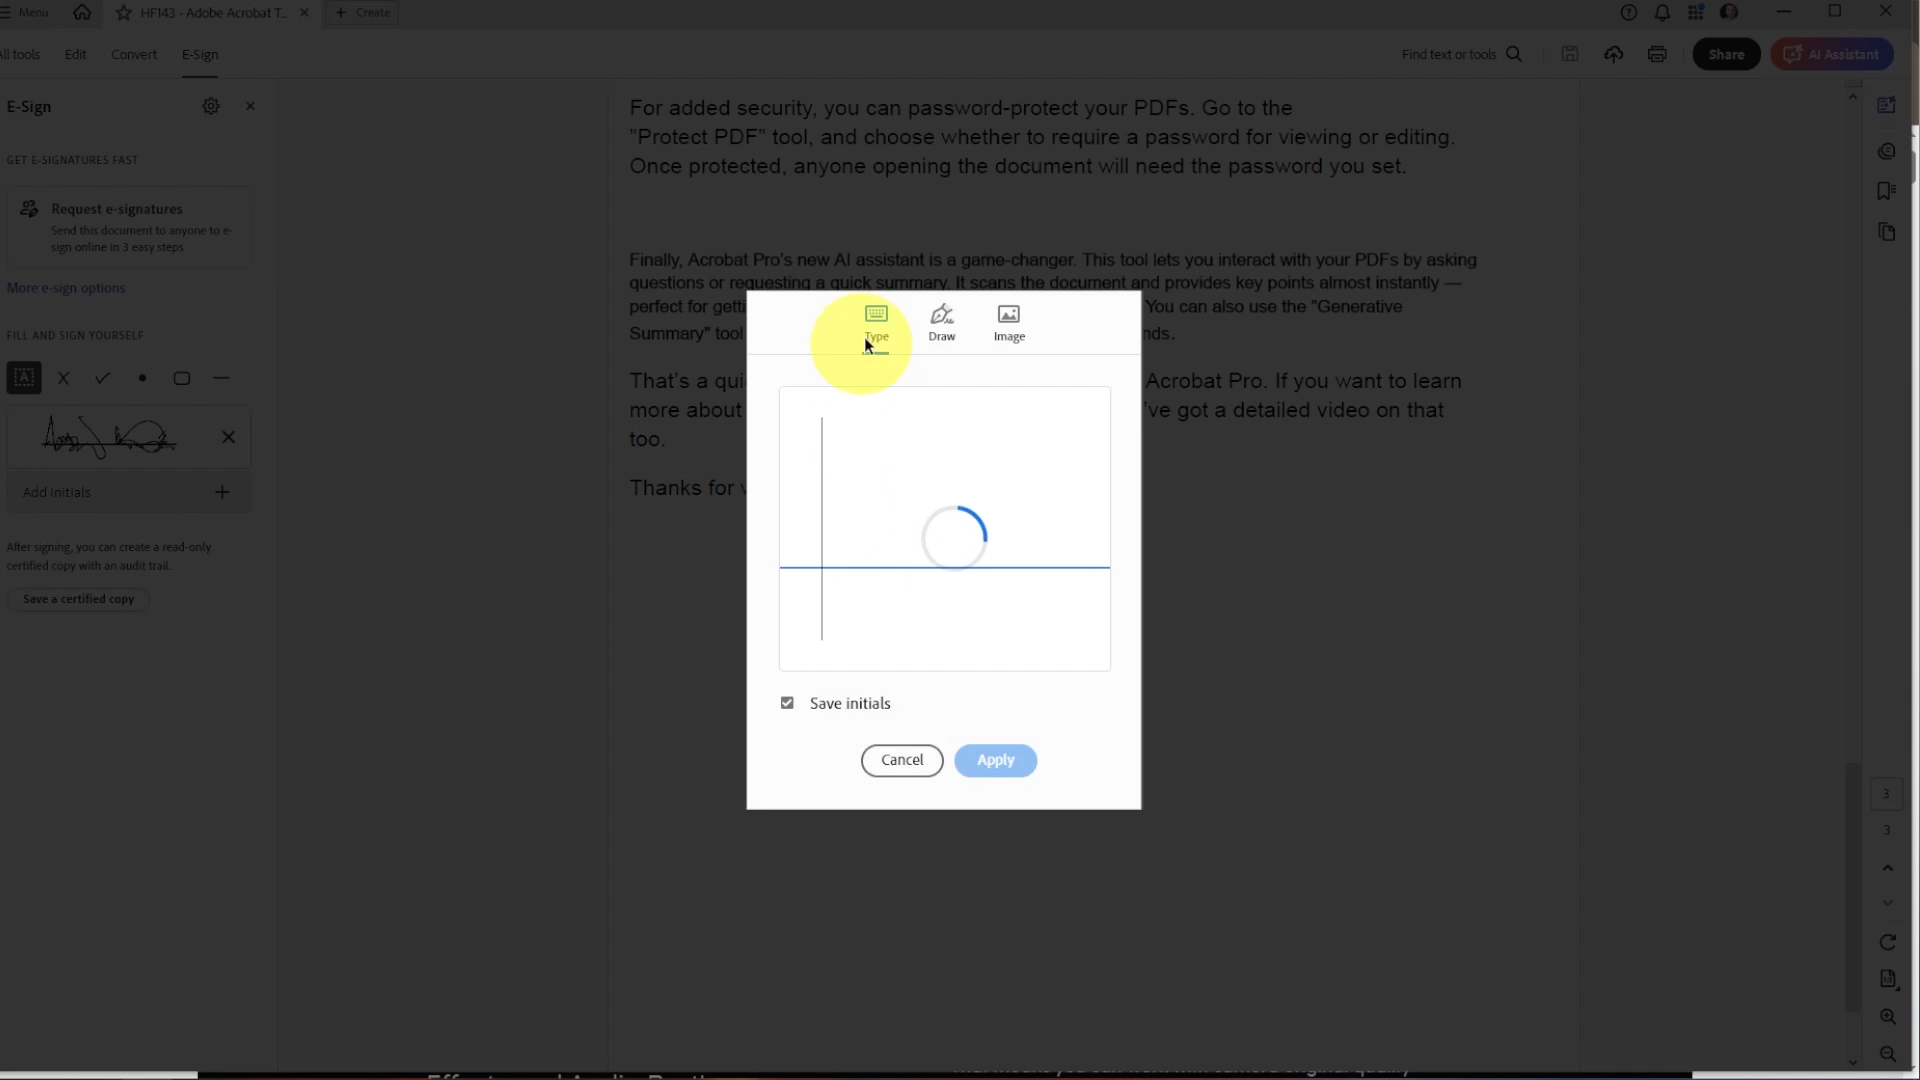 Menu
HF143 - Adobe Acrobat T...
Create
All tools
Edit
Convert
E-Sign
Find text or tools
Share
AI Assistant
E-Sign
GET E-SIGNATURES FAST
Request e-signatures
Send this document to anyone to e-
sign online in 3 easy steps
More e-sign options
FILL AND SIGN YOURSELF
Add initials
After signing, you can create a read-only
certified copy with an audit trail.
Save a certified copy
For added security, you can password-protect your PDFs. Go to the
"Protect PDF" tool, and choose whether to require a password for viewing or editing.
Once protected, anyone opening the document will need the password you set.
Finally, Acrobat Pro's new AI assistant is a game-changer. This tool lets you interact with your PDFs by asking
questions or requesting a quick summary. It scans the document and provides key points almost instantly —
perfect for You can also use the "Generative
Summary" tool
That's a Acrobat Pro. If you want to learn
more about 've got a detailed video on that
too.
Thanks for
Type
Draw
Image
Save initials
Cancel
Apply
3
3